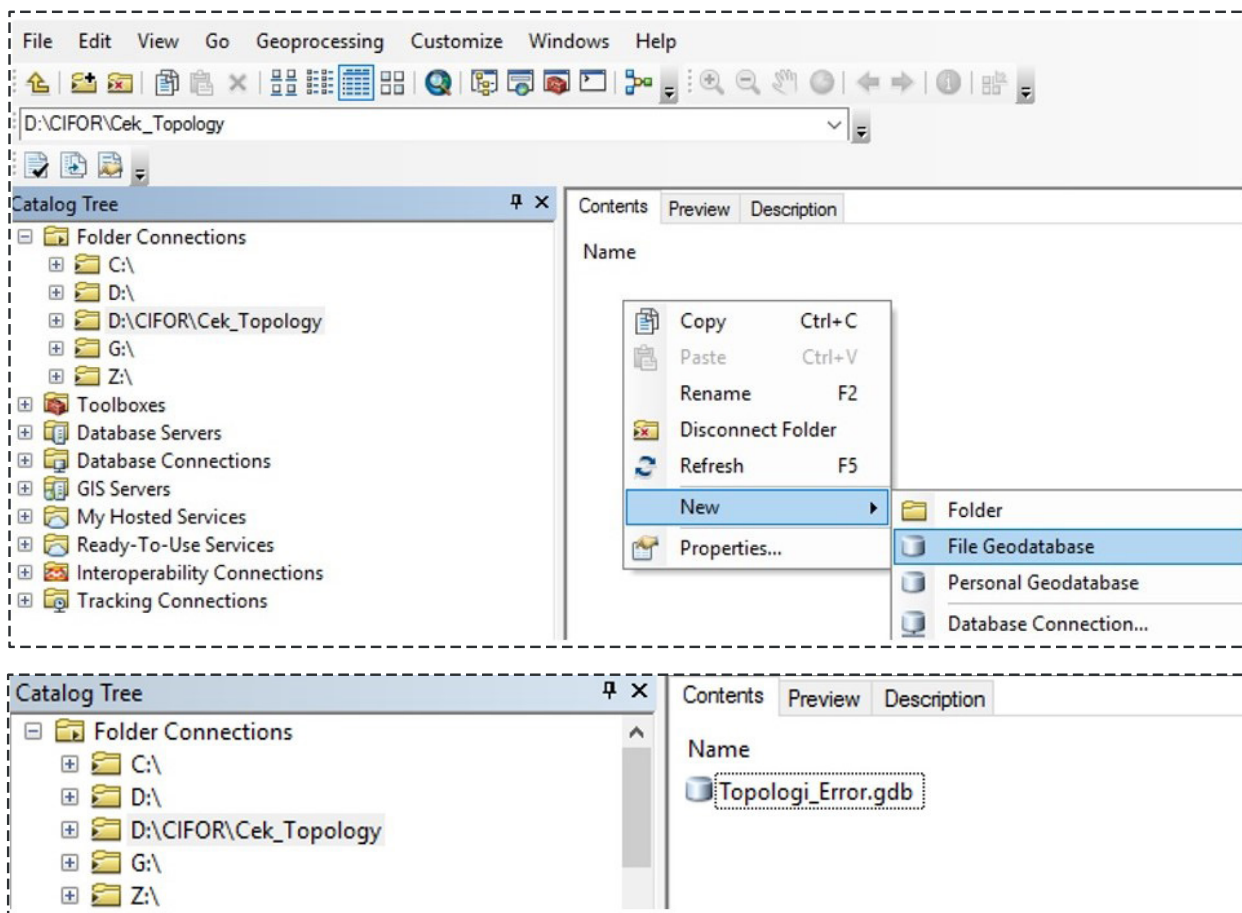 File Edit View Go Geoprocessing Customize Windows Help
D:\CIFOR\Cek_Topology
Catalog Tree
Folder Connections
C:\
D:\
D:\CIFOR\Cek_Topology
G:\
Z:\
Toolboxes
Database Servers
Database Connections
GIS Servers
My Hosted Services
Ready-To-Use Services
Interoperability Connections
Tracking Connections
Contents Preview Description
Name
Copy Ctrl+C
Paste Ctrl+V
Rename F2
Disconnect Folder
Refresh F5
New
Properties...
Folder
File Geodatabase
Personal Geodatabase
Database Connection...
Catalog Tree
Folder Connections
C:\
D:\
D:\CIFOR\Cek_Topology
G:\
Z:\
Contents Preview Description
Name
Topologi_Error.gdb